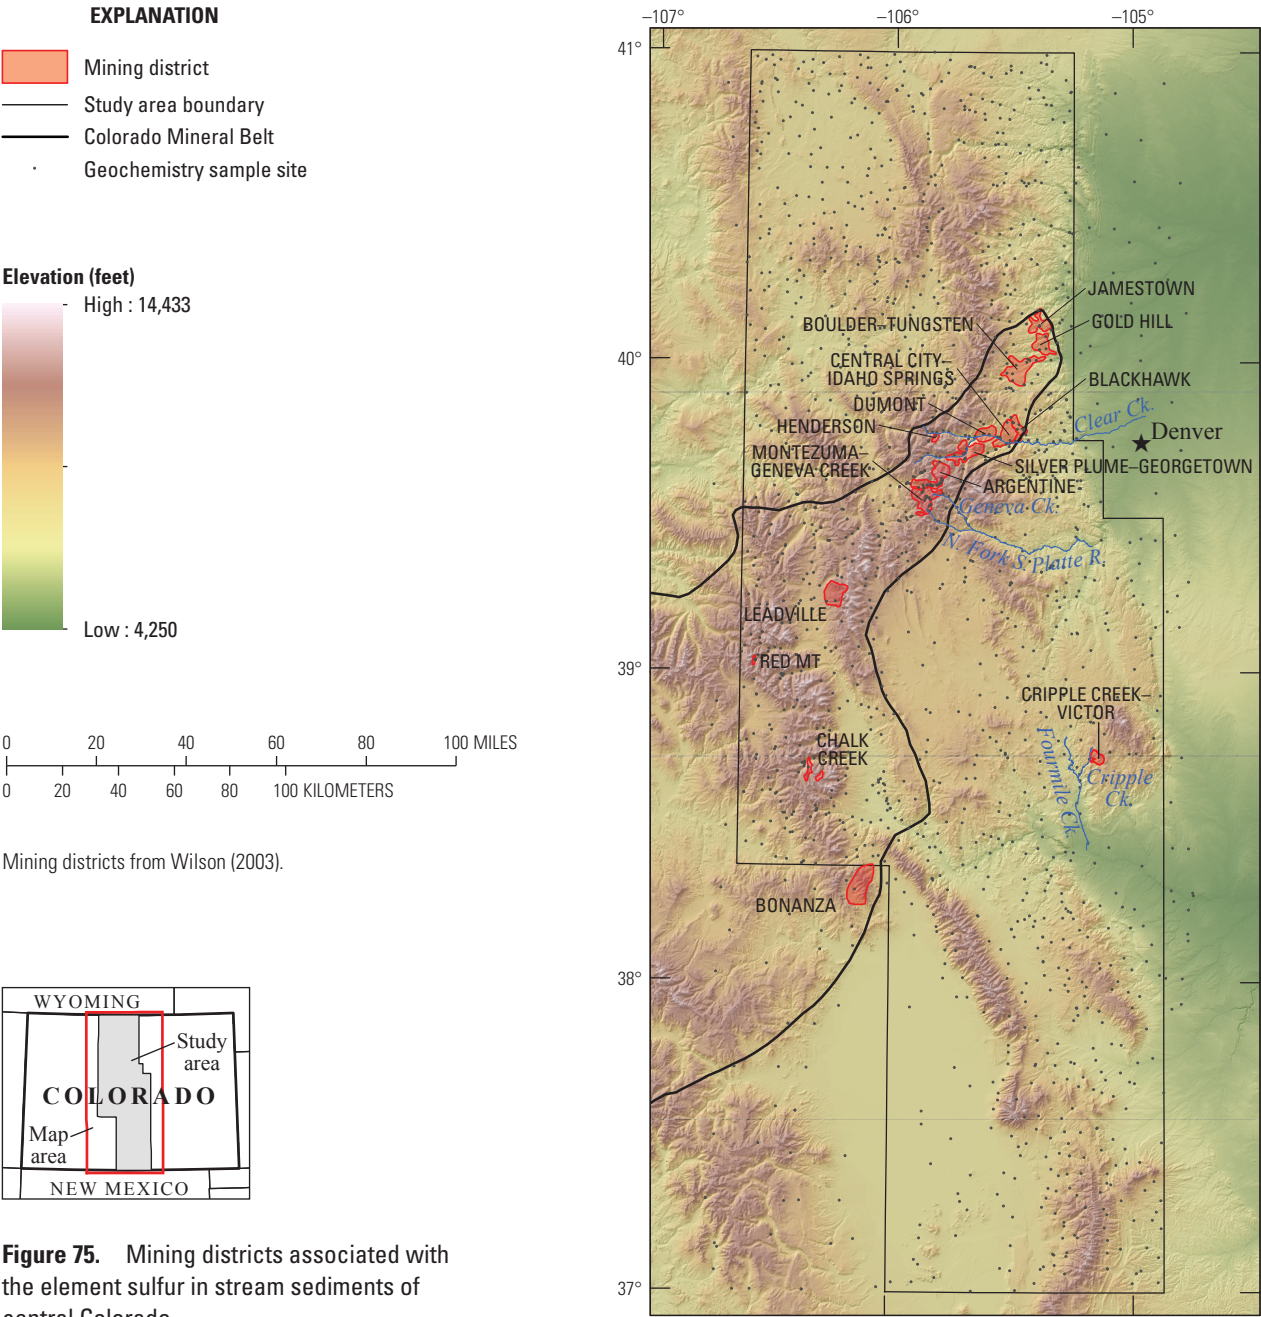 EXPLANATION
Mining district
Study area boundary
Colorado Mineral Belt
Geochemistry sample site
Elevation (feet)
High : 14,433
Low : 4,250
0 20 40 60 80 100 MILES
0 20 40 60 80 100 KILOMETERS
Mining districts from Wilson (2003).
WYOMING
Study
area
COLORADO
Map
area
NEW MEXICO
Figure 75. Mining districts associated with
the element sulfur in stream sediments of
central Colorado
–107° –106° –105°
41°
JAMESTOWN
BOULDER–TUNGSTEN
GOLD HILL
40°
CENTRAL CITY–
IDAHO SPRINGS
BLACKHAWK
DUMONT
Clear Ck.
HENDERSON
Denver
MONTEZUMA–
GENEVA CREEK
SILVER PLUME–GEORGETOWN
ARGENTINE
Geneva Ck.
N. Fork S. Platte R.
LEADVILLE
39°
RED MT
CRIPPLE CREEK–
VICTOR
CHALK
CREEK
Fourmile Ck.
Cripple
Ck.
BONANZA
38°
37°